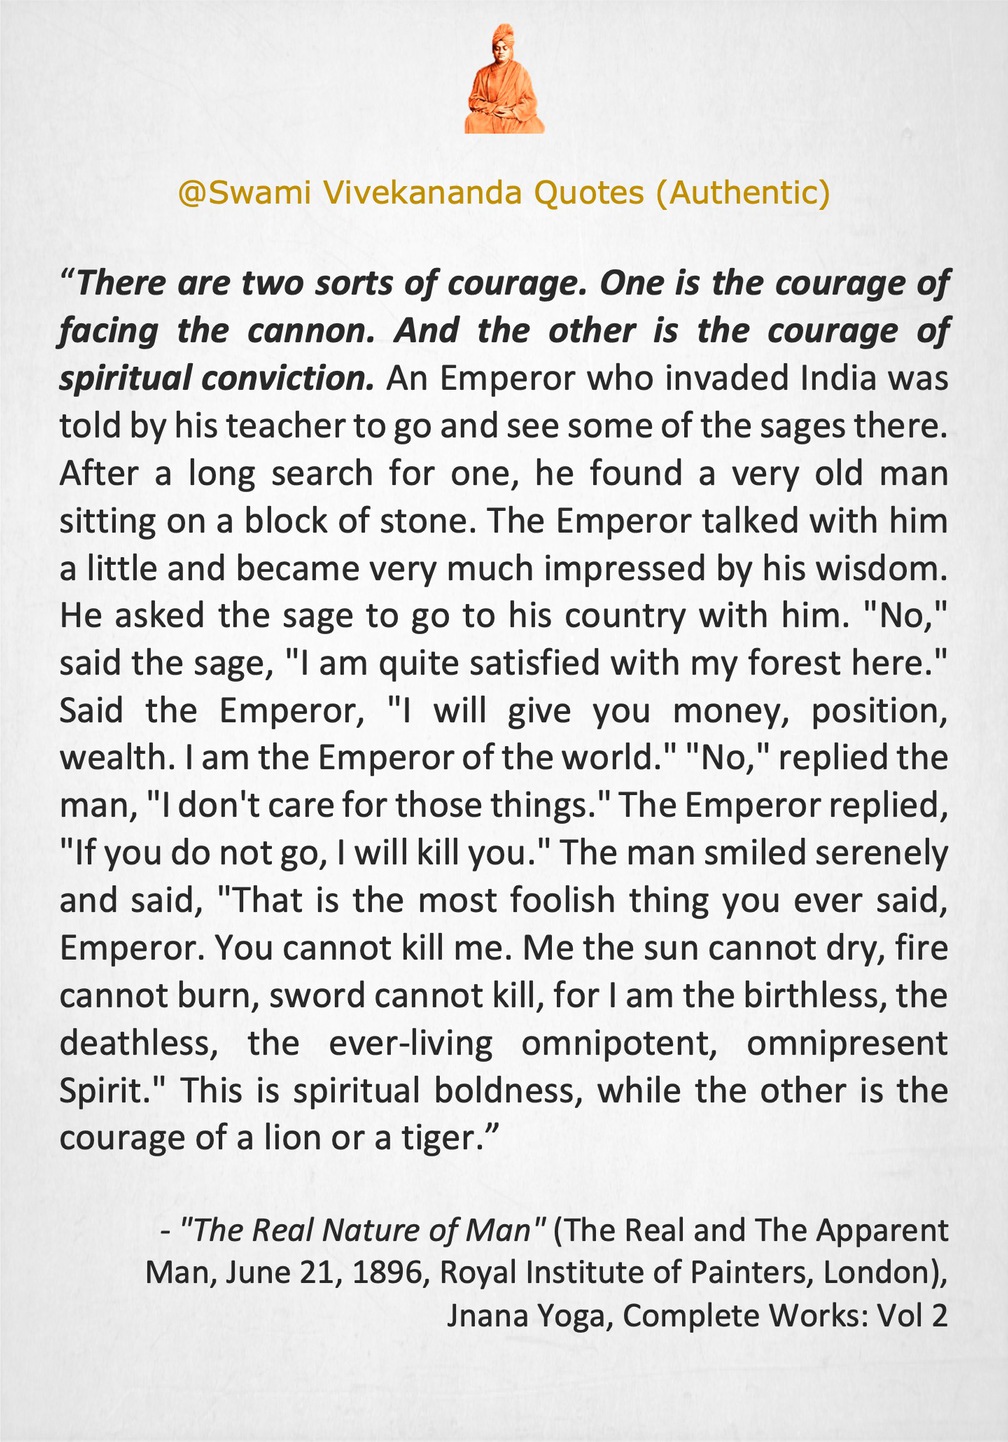 @Swami Vivekananda Quotes (Authentic)
“There are two sorts of courage. One is the courage of
facing the cannon. And the other is the courage of
spiritual conviction. An Emperor who invaded India was
told by his teacher to go and see some of the sages there.
After a long search for one, he found a very old man
sitting on a block of stone. The Emperor talked with him
a little and became very much impressed by his wisdom.
He asked the sage to go to his country with him. "No,"
said the sage, "I am quite satisfied with my forest here."
Said the Emperor, "I will give you money, position,
wealth. I am the Emperor of the world." "No," replied the
man, "I don't care for those things." The Emperor replied,
"If you do not go, I will kill you." The man smiled serenely
and said, "That is the most foolish thing you ever said,
Emperor. You cannot kill me. Me the sun cannot dry, fire
cannot burn, sword cannot kill, for I am the birthless, the
deathless, the ever-living omnipotent, omnipresent
Spirit." This is spiritual boldness, while the other is the
courage of a lion or a tiger.”
- "The Real Nature of Man" (The Real and The Apparent
Man, June 21, 1896, Royal Institute of Painters, London),
Jnana Yoga, Complete Works: Vol 2